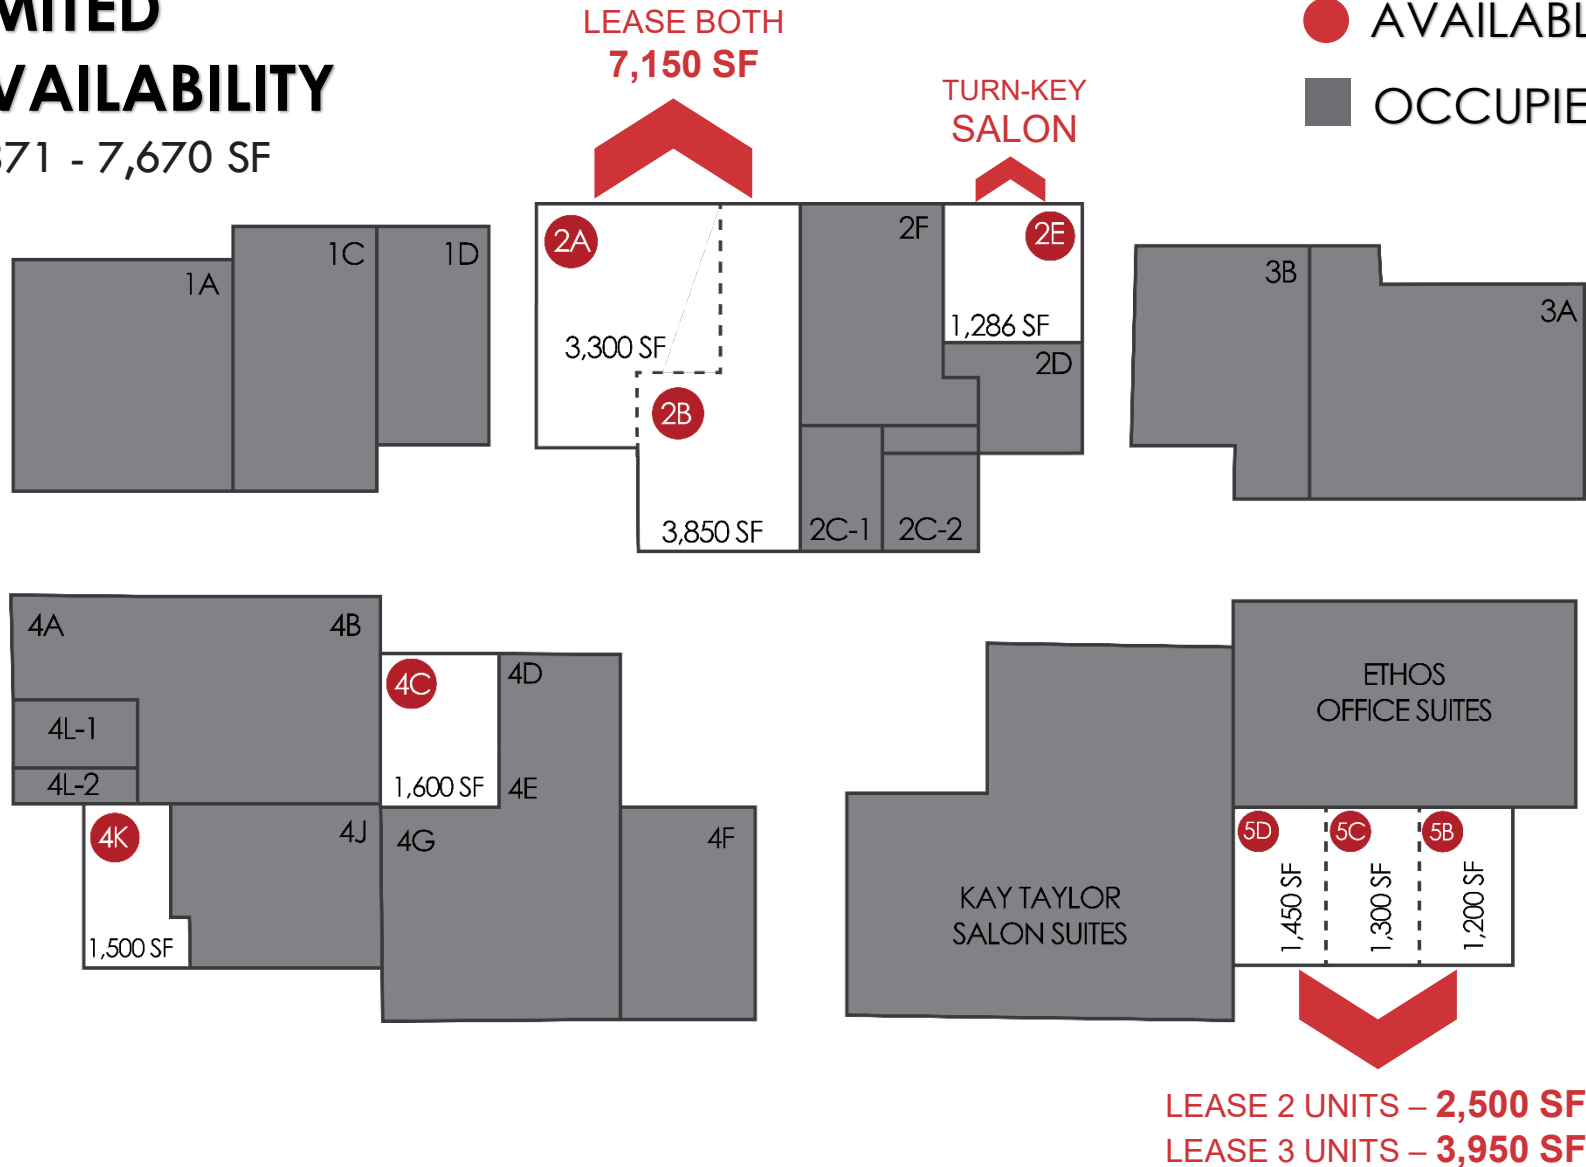 MITED
VAILABILITY
371 - 7,670 SF
LEASE BOTH
7,150 SF
TURN-KEY
SALON
AVAILABL
OCCUPIE
1A
1C
1D
2A
3,300 SF
2B
3,850 SF
2F
2E
1,286 SF
2D
2C-1
2C-2
3B
3A
4A
4B
4L-1
4L-2
4C
1,600 SF
4D
4E
4K
1,500 SF
4J
4G
4F
KAY TAYLOR
SALON SUITES
ETHOS
OFFICE SUITES
5D
5C
5B
1,450 SF
1,300 SF
1,200 SF
LEASE 2 UNITS – 2,500 SF
LEASE 3 UNITS – 3,950 SF